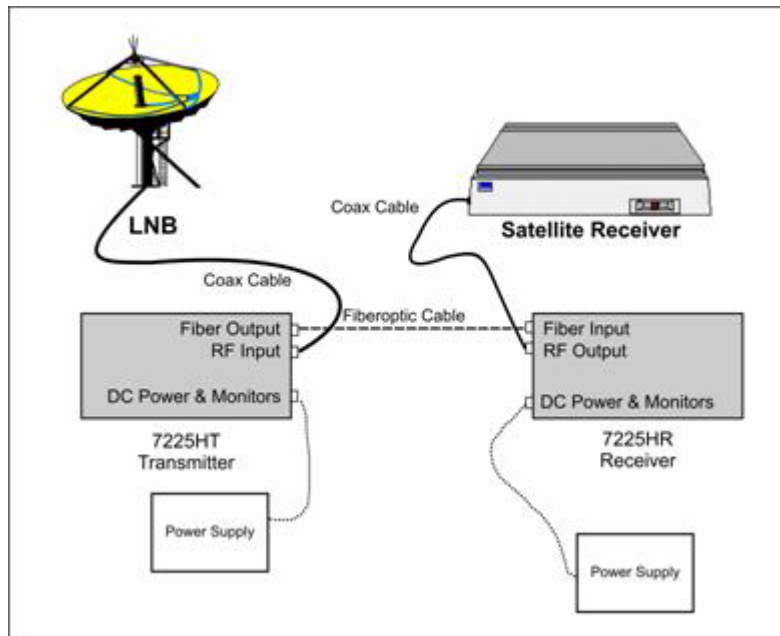 LNB
Coax Cable
Coax Cable
Satellite Receiver
Fiberoptic Cable
Fiber Output
RF Input
DC Power & Monitors
7225HT
Transmitter
Power Supply
Fiber Input
RF Output
DC Power & Monitors
7225HR
Receiver
Power Supply